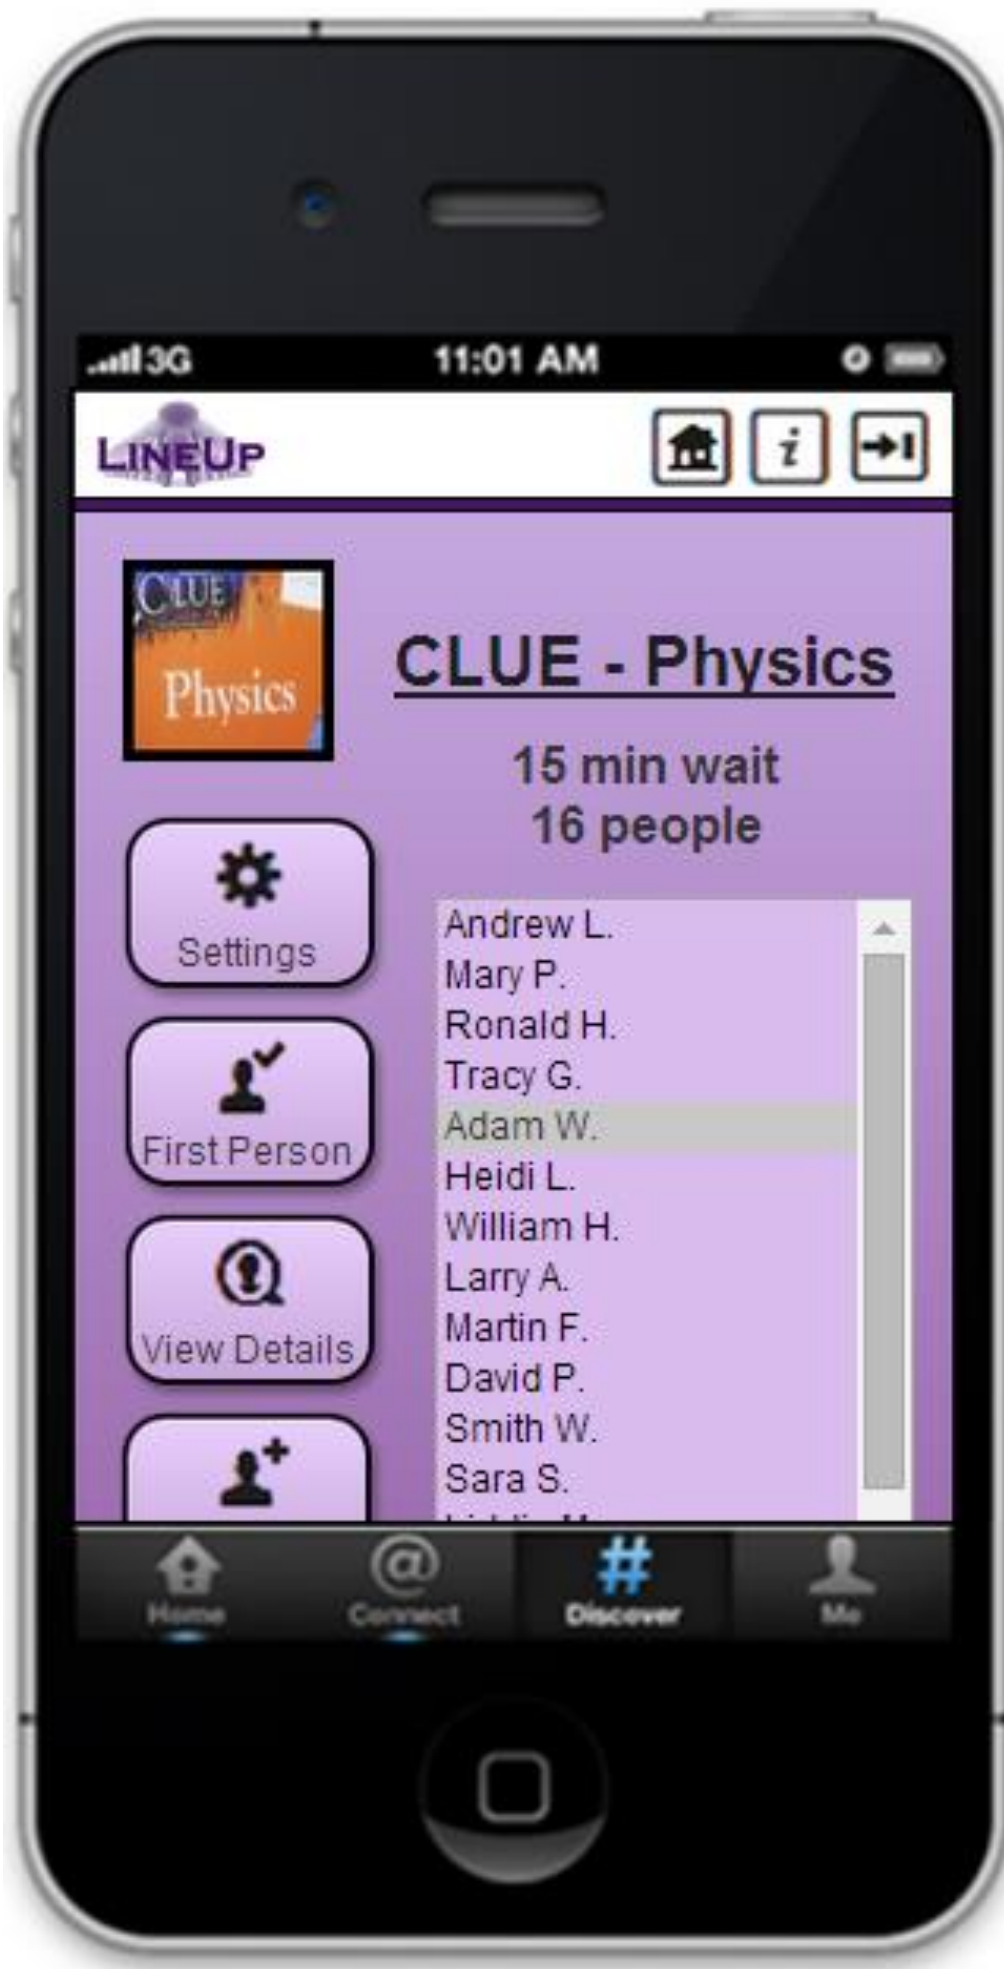 3G
11:01 AM
LINEUP
i
CLUE
Physics
CLUE - Physics
15 min wait
16 people
Settings
First Person
View Details
Andrew L.
Mary P.
Ronald H.
Tracy G.
Adam W.
Heidi L.
William H.
Larry A.
Martin F.
David P.
Smith W.
Sara S.
Home
@
Connect
#
Discover
Me